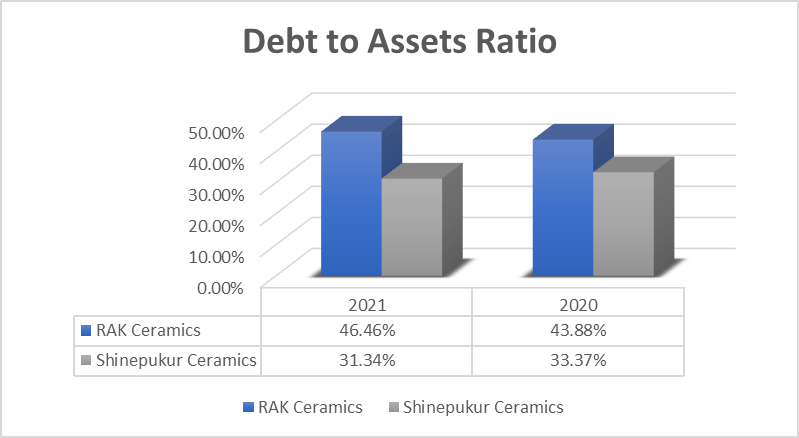 Debt to Assets Ratio
50.00%
40.00%
30.00%
20.00%
10.00%
0.00%
2021 2020
RAK Ceramics 46.46% 43.88%
Shinepukur Ceramics 31.34% 33.37%
RAK Ceramics Shinepukur Ceramics